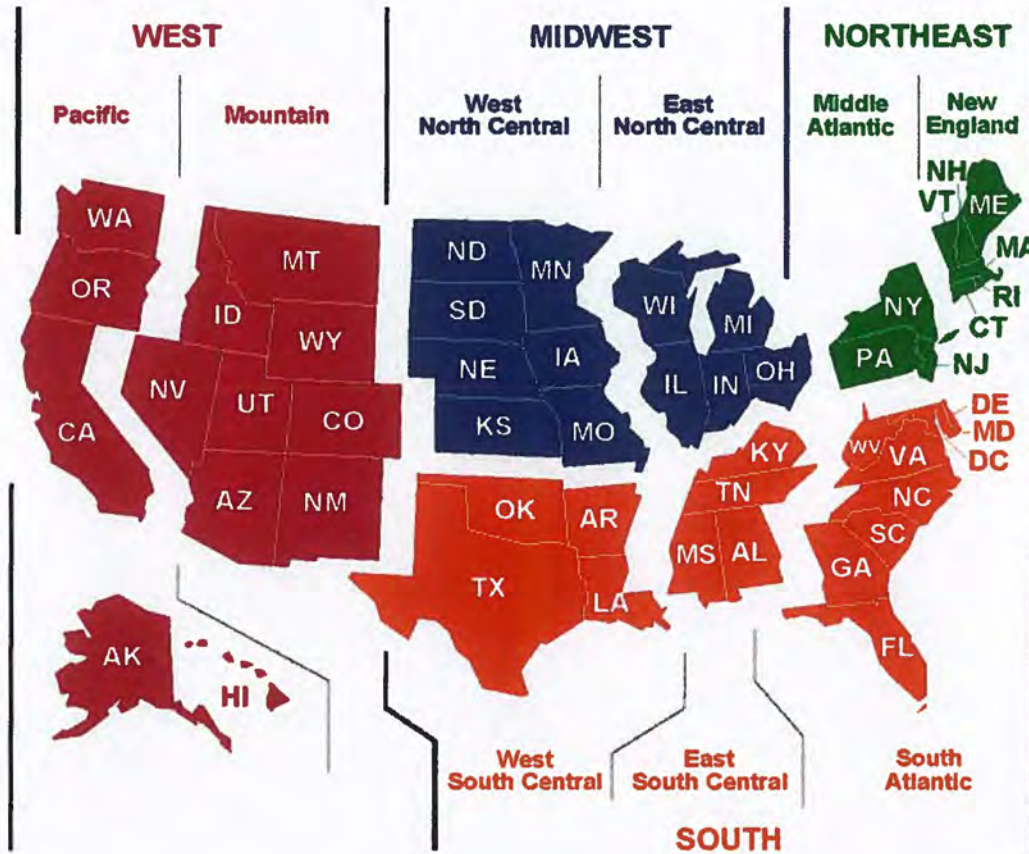 WEST
MIDWEST
NORTHEAST
Pacific
Mountain
West
North Central
East
North Central
Middle
Atlantic
New
England
WA
OR
CA
MT
ID
WY
NV
UT
CO
AZ
NM
AK
HI
ND
MN
SD
NE
IA
KS
MO
WI
MI
IL
IN
OH
NH
VT
ME
MA
RI
CT
NY
PA
NJ
OK
AR
TX
LA
KY
TN
MS
AL
DE
MD
DC
WV
VA
NC
SC
GA
FL
West
South Central
East
South Central
South
Atlantic
SOUTH